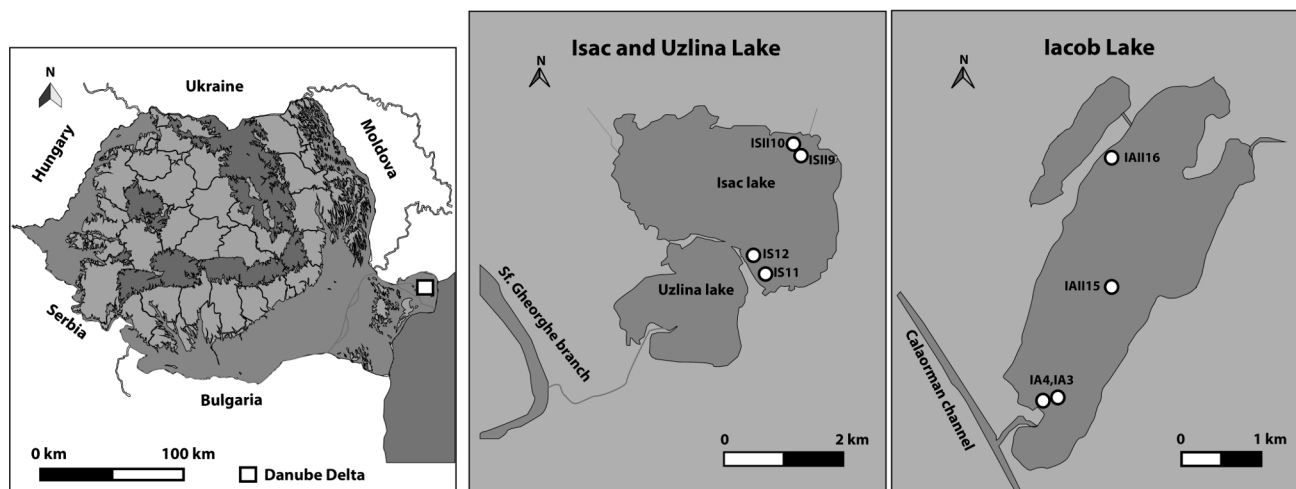 N
Ukraine
Hungary
Moldova
Serbia
Bulgaria
0 km
100 km
Danube Delta
Isac and Uzlina Lake
N
ISII10
ISII9
Isac lake
IS12
IS11
Uzlina lake
Sf. Gheorghe branch
0
2 km
Iacob Lake
N
IAII16
IAII15
IA4,IA3
Calaorman channel
0
1 km